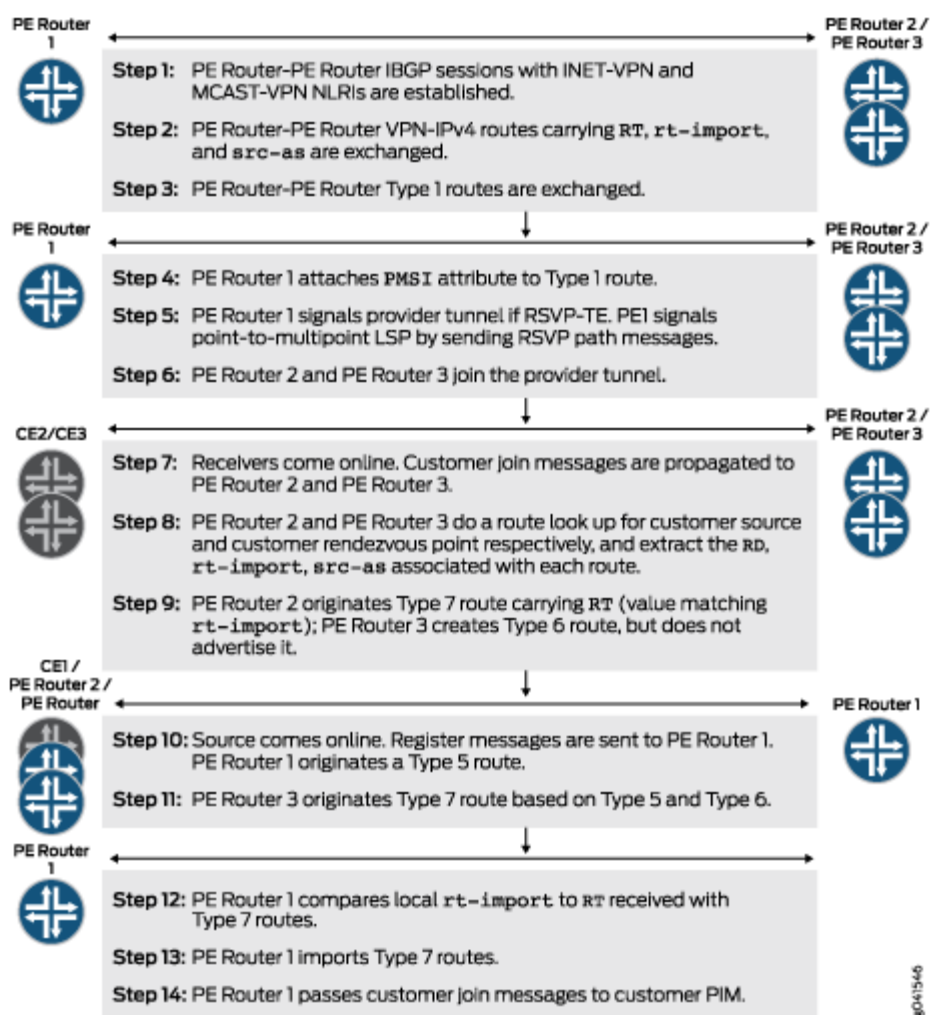 PE Router
1
PE Router 2 /
PE Router 3
Step 1: PE Router-PE Router IBGP sessions with INET-VPN and
MCAST-VPN NLRIs are established.
Step 2: PE Router-PE Router VPN-IPv4 routes carrying RT, rt-import,
and src-as are exchanged.
Step 3: PE Router-PE Router Type 1 routes are exchanged.
PE Router
1
PE Router 2 /
PE Router 3
Step 4: PE Router 1 attaches PMSI attribute to Type 1 route.
Step 5: PE Router 1 signals provider tunnel if RSVP-TE. PE1 signals
point-to-multipoint LSP by sending RSVP path messages.
Step 6: PE Router 2 and PE Router 3 join the provider tunnel.
CE2/CE3
PE Router 2 /
PE Router 3
Step 7: Receivers come online. Customer join messages are propagated to
PE Router 2 and PE Router 3.
Step 8: PE Router 2 and PE Router 3 do a route look up for customer source
and customer rendezvous point respectively, and extract the RD,
rt-import, src-as associated with each route.
Step 9: PE Router 2 originates Type 7 route carrying RT (value matching
rt-import); PE Router 3 creates Type 6 route, but does not
advertise it.
CE1 /
PE Router 2 /
PE Router
PE Router 1
Step 10: Source comes online. Register messages are sent to PE Router 1.
PE Router 1 originates a Type 5 route.
Step 11: PE Router 3 originates Type 7 route based on Type 5 and Type 6.
PE Router
1
Step 12: PE Router 1 compares local rt-import to RT received with
Type 7 routes.
Step 13: PE Router 1 imports Type 7 routes.
Step 14: PE Router 1 passes customer join messages to customer PIM.
g041546